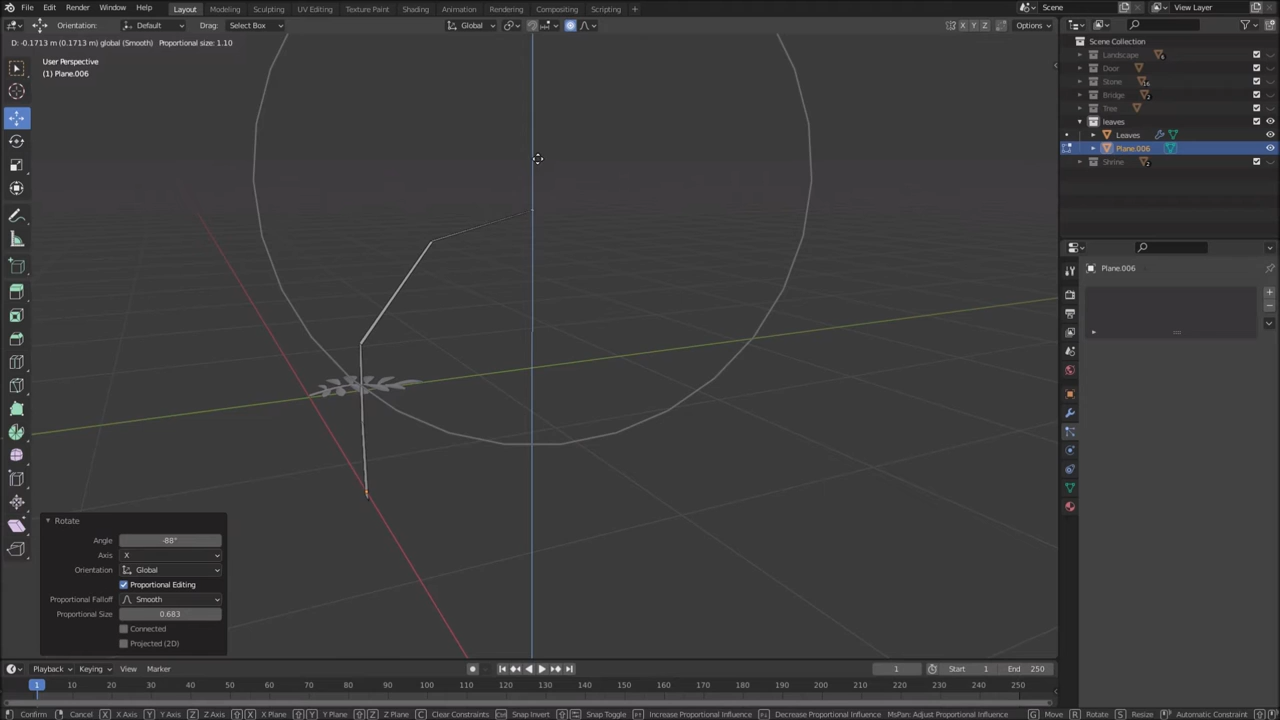 File Edit Render Window Help Layout Modeling Sculpting UV Editing Texture Paint Shading Animation Rendering Compositing Scripting + Scene View Layer
Orientation: Default Drag: Select Box Global X Y Z Options
D: -0.1713 m (0.1713 m) global (Smooth) Proportional size: 1.10
User Perspective
(1) Plane.006
Scene Collection
Landscape
Door
Stone
Bridge
Tree
leaves
Leaves
Plane.006
Shrine
Plane.006
Rotate
Angle -88°
Axis X
Orientation Global
Proportional Editing
Proportional Falloff Smooth
Proportional Size 0.683
Connected
Projected (2D)
Playback Keying View Marker 1 Start 1 End 250
1 10 20 30 40 50 60 70 80 90 100 110 120 130 140 150 160 170 180 190 200 210 220 230 240 250
Confirm Cancel X X Axis Y Y Axis Z Z Axis X X Plane Y Y Plane Z Z Plane C Clear Constraints Snap Invert Snap Toggle Increase Proportional Influence Decrease Proportional Influence MsPan: Adjust Proportional Influence G Move R Rotate S Resize Automatic Constraint